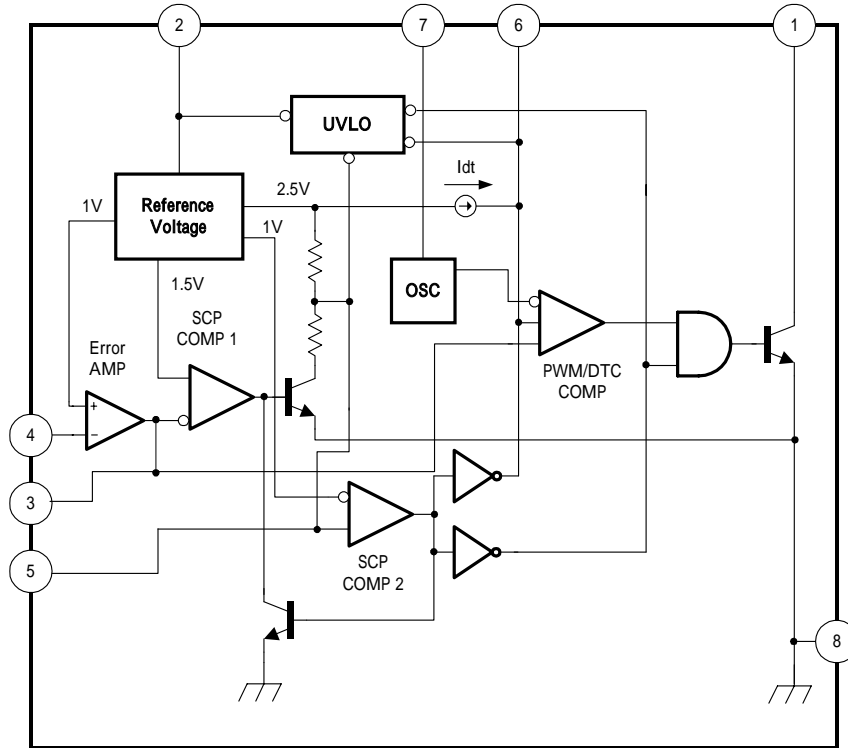 2
7
6
1
UVLO
Idt
2.5V
1V
Reference
Voltage
1V
1.5V
OSC
SCP
COMP 1
Error
AMP
PWM/DTC
COMP
+
−
4
3
5
SCP
COMP 2
8